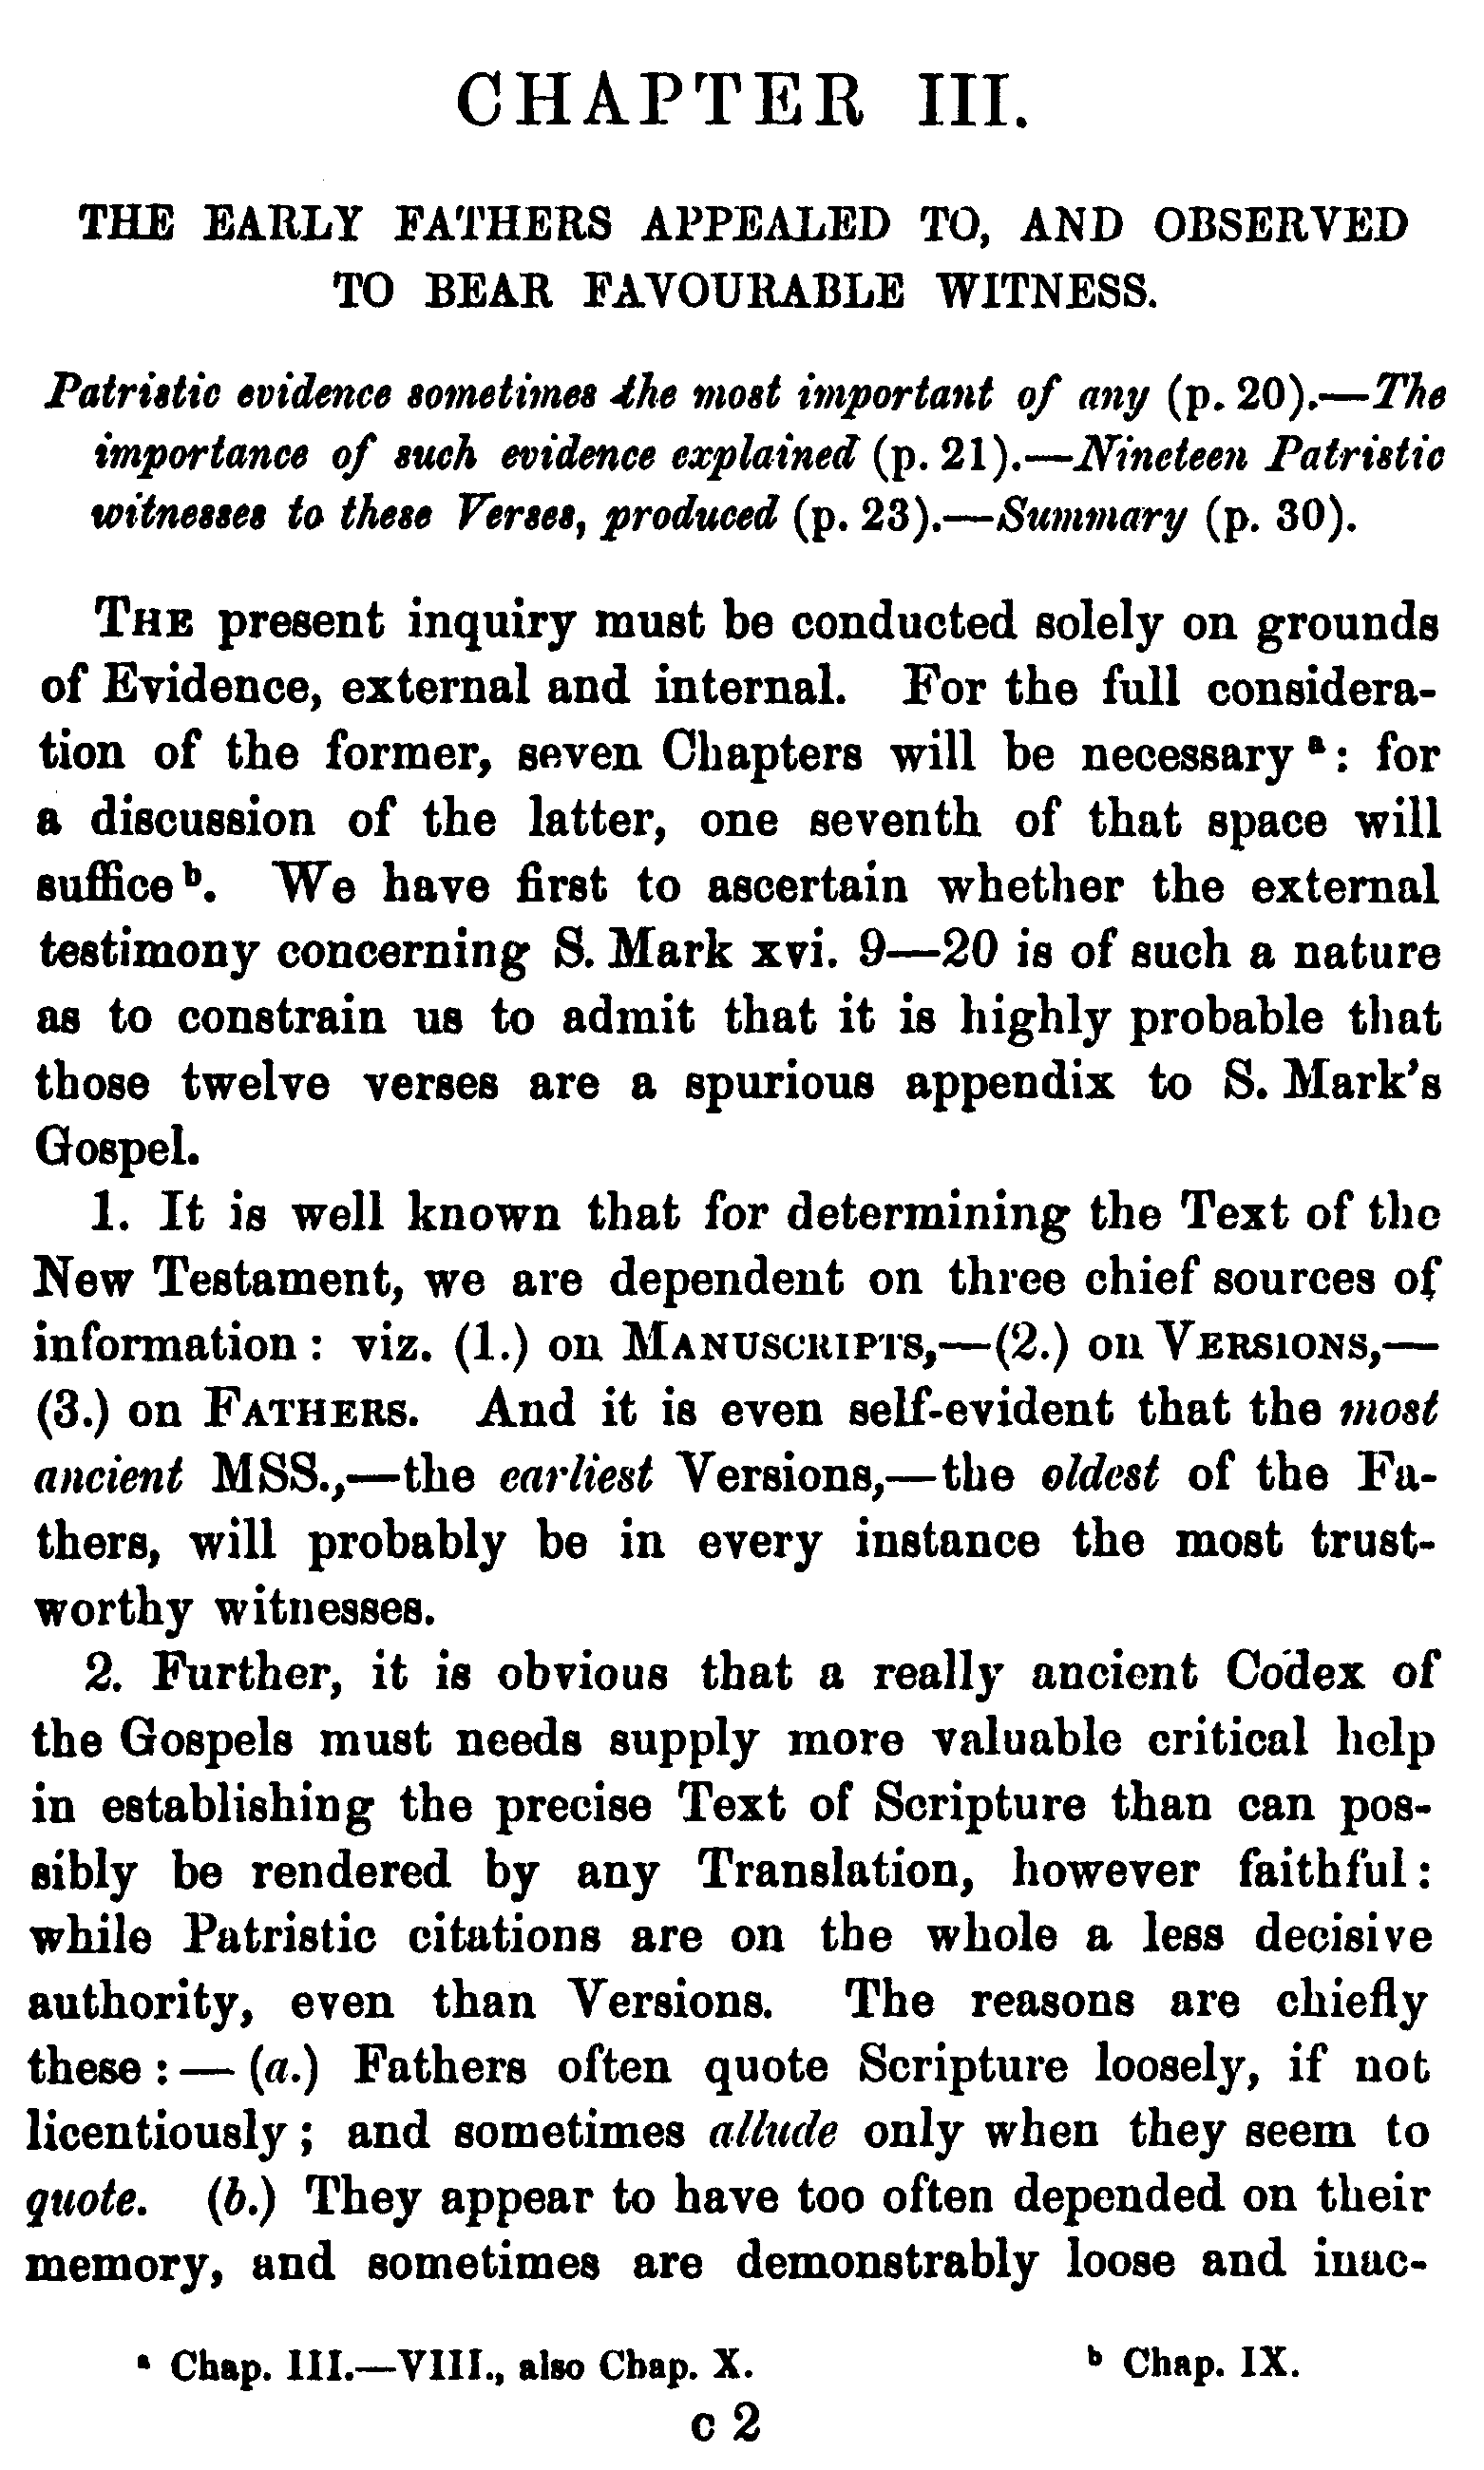 CHAPTER III.
THE EARLY FATHERS APPEALED TO, AND OBSERVED
TO BEAR FAVOURABLE WITNESS.
Patristic evidence sometimes the most important of any (p. 20).—The
importance of such evidence explained (p. 21).—Nineteen Patristic
witnesses to these Verses, produced (p. 23).—Summary (p. 30).
THE present inquiry must be conducted solely on grounds
of Evidence, external and internal. For the full considera-
tion of the former, seven Chapters will be necessary a: for
a discussion of the latter, one seventh of that space will
suffice b. We have first to ascertain whether the external
testimony concerning S. Mark xvi. 9—20 is of such a nature
as to constrain us to admit that it is highly probable that
those twelve verses are a spurious appendix to S. Mark's
Gospel.
1. It is well known that for determining the Text of the
New Testament, we are dependent on three chief sources of
information: viz. (1.) on MANUSCRIPTS,—(2.) on VERSIONS,—
(3.) on FATHERS. And it is even self-evident that the most
ancient MSS.,—the earliest Versions,—the oldest of the Fa-
thers, will probably be in every instance the most trust-
worthy witnesses.
2. Further, it is obvious that a really ancient Codex of
the Gospels must needs supply more valuable critical help
in establishing the precise Text of Scripture than can pos-
sibly be rendered by any Translation, however faithful:
while Patristic citations are on the whole a less decisive
authority, even than Versions. The reasons are chiefly
these:—(a.) Fathers often quote Scripture loosely, if not
licentiously; and sometimes allude only when they seem to
quote. (b.) They appear to have too often depended on their
memory, and sometimes are demonstrably loose and inac-
a Chap. III.—VIII., also Chap. X. b Chap. IX.
C 2